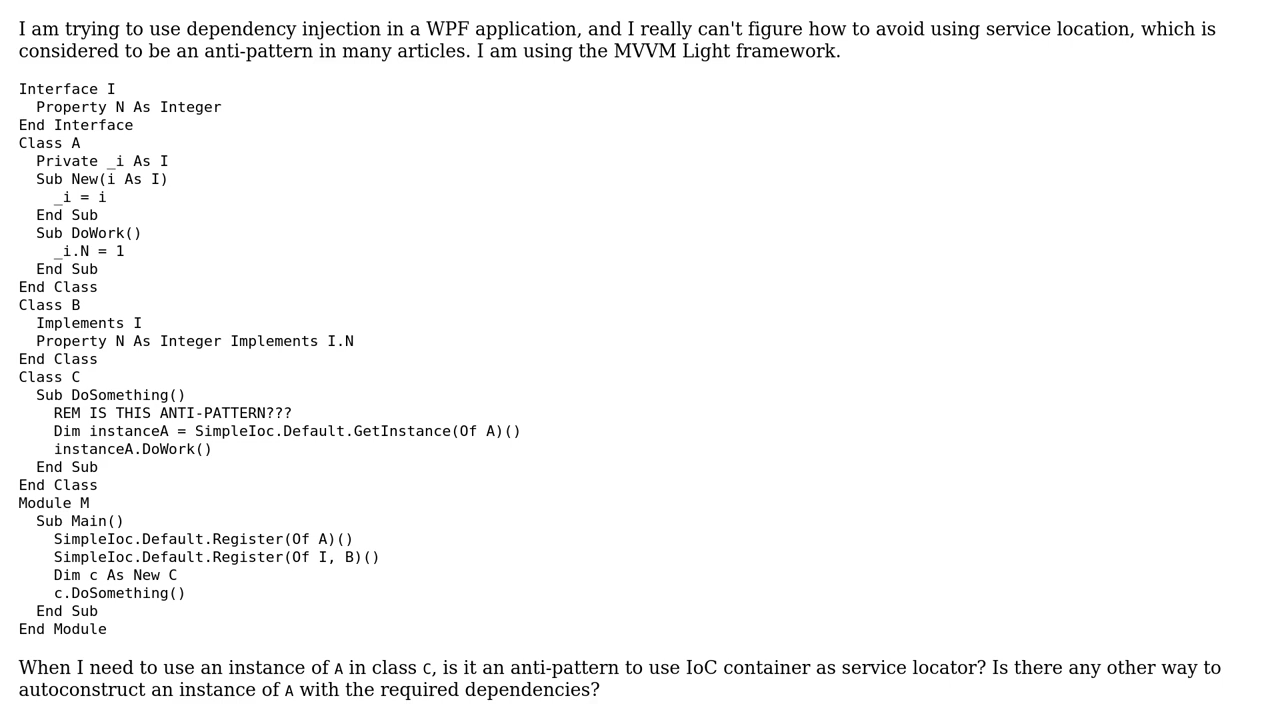 I am trying to use dependency injection in a WPF application, and I really can't figure how to avoid using service location, which is
considered to be an anti-pattern in many articles. I am using the MVVM Light framework.
Interface I
  Property N As Integer
End Interface
Class A
  Private _i As I
  Sub New(i As I)
    _i = i
  End Sub
  Sub DoWork()
    _i.N = 1
  End Sub
End Class
Class B
  Implements I
  Property N As Integer Implements I.N
End Class
Class C
  Sub DoSomething()
    REM IS THIS ANTI-PATTERN???
    Dim instanceA = SimpleIoc.Default.GetInstance(Of A)()
    instanceA.DoWork()
  End Sub
End Class
Module M
  Sub Main()
    SimpleIoc.Default.Register(Of A)()
    SimpleIoc.Default.Register(Of I, B)()
    Dim c As New C
    c.DoSomething()
  End Sub
End Module
When I need to use an instance of A in class C, is it an anti-pattern to use IoC container as service locator? Is there any other way to
autoconstruct an instance of A with the required dependencies?